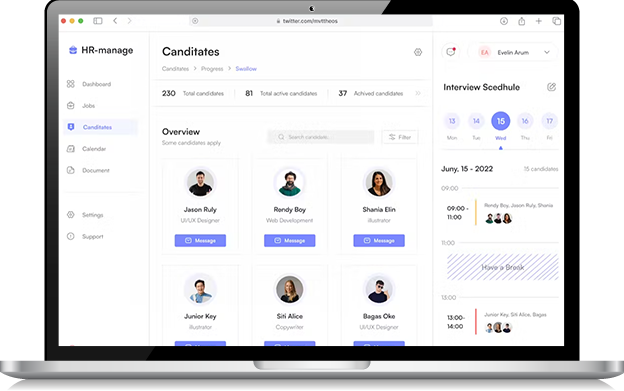 twitter.com/mvttheos
HR-manage
Dashboard
Jobs
Canditates
Calendar
Document
Settings
Support
Canditates
Canditates > Progress > Swallow
230 Total candidates
81 Total active candidates
37 Achived candidates
Overview
Some candidates apply
Search candidate...
Filter
Jason Ruly
UI/UX Designer
Message
Rendy Boy
Web Development
Message
Shania Elin
illustrator
Message
Junior Key
illustrator
Message
Siti Alice
Copywriter
Message
Bagas Oke
UI/UX Designer
Message
EA Evelin Arum
Interview Scedhule
13 14 15 16 17
Mon Tue Wed Thu Fri
Juny, 15 - 2022
15 candidates
09:00
09:00 -
11:00
Rendy Boy, Jason Ruly, Shania
11:00
Have a Break
13:00
13:00-
14:00
Junior Key, Siti Alice, Bagas